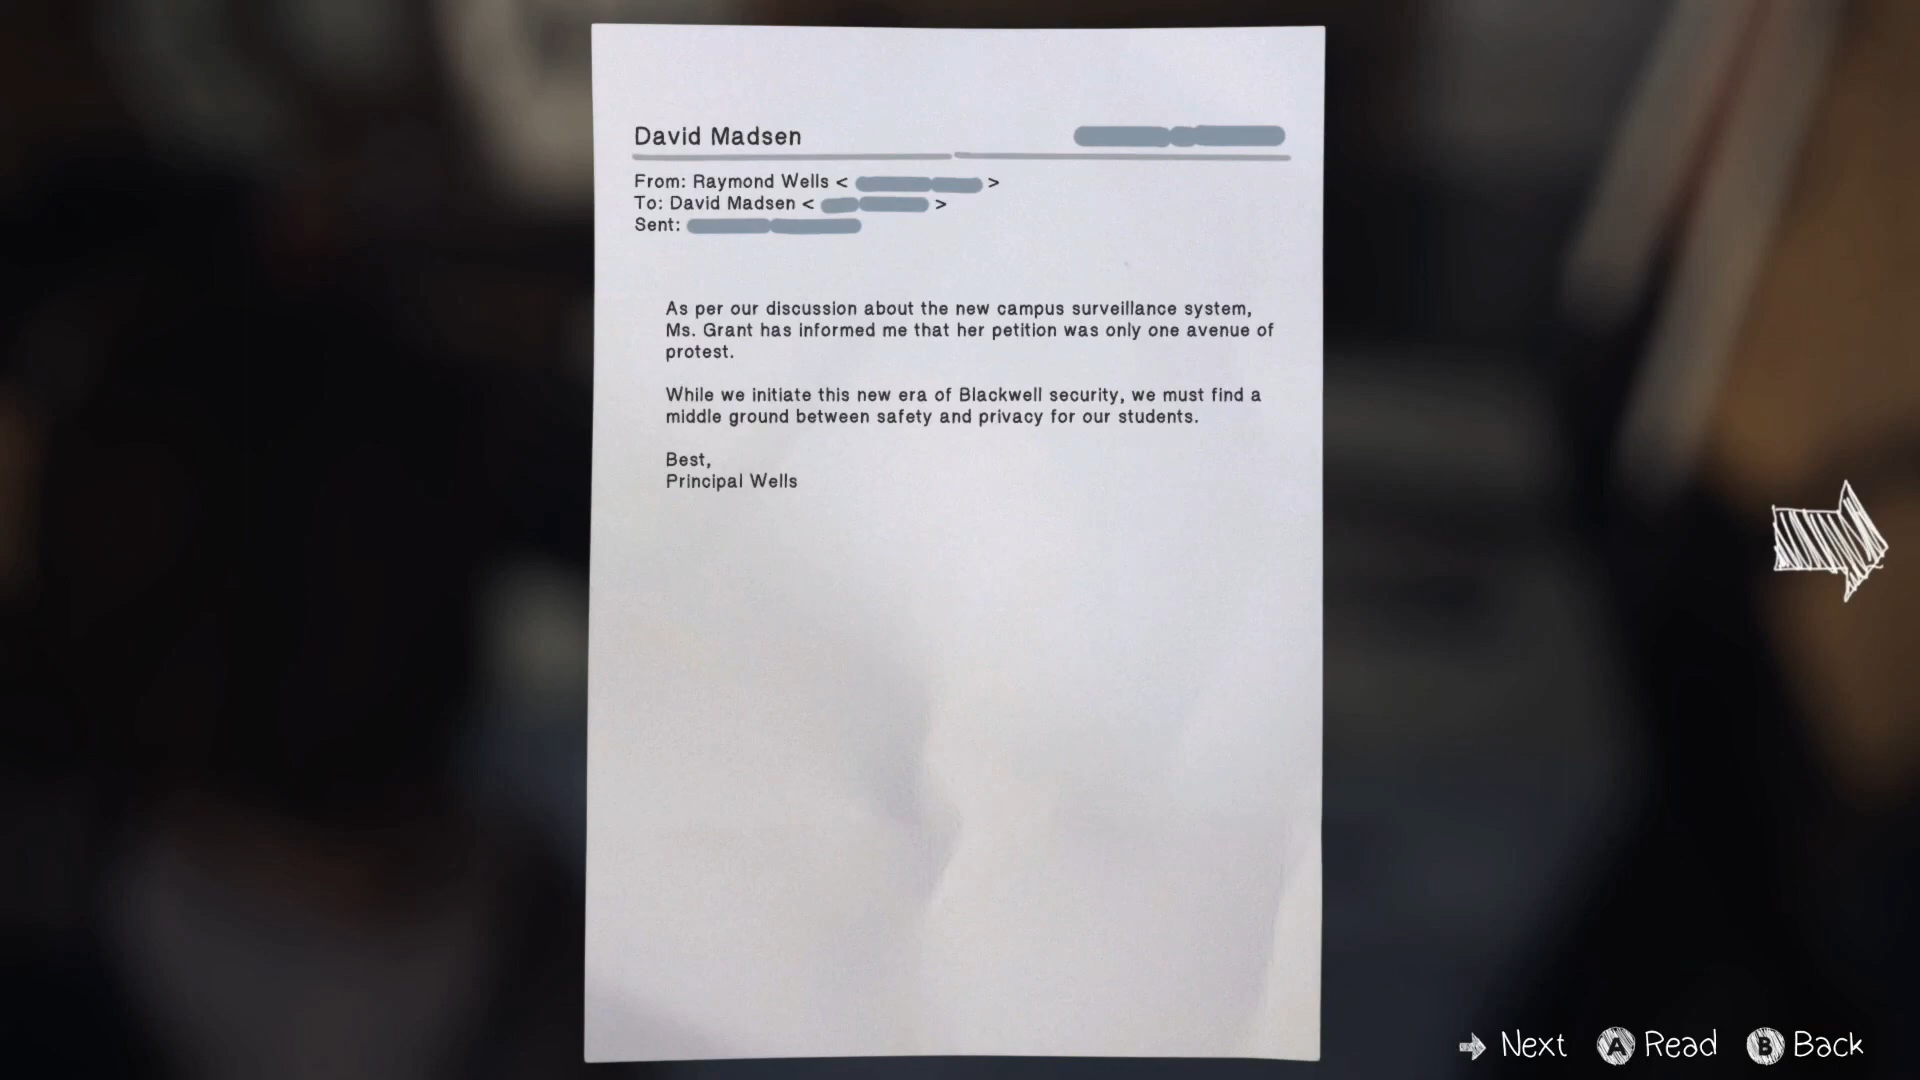 David Madsen
From: Raymond Wells < >
To: David Madsen < >
Sent:
As per our discussion about the new campus surveillance system,
Ms. Grant has informed me that her petition was only one avenue of
protest.
While we initiate this new era of Blackwell security, we must find a
middle ground between safety and privacy for our students.
Best,
Principal Wells
Next A Read B Back